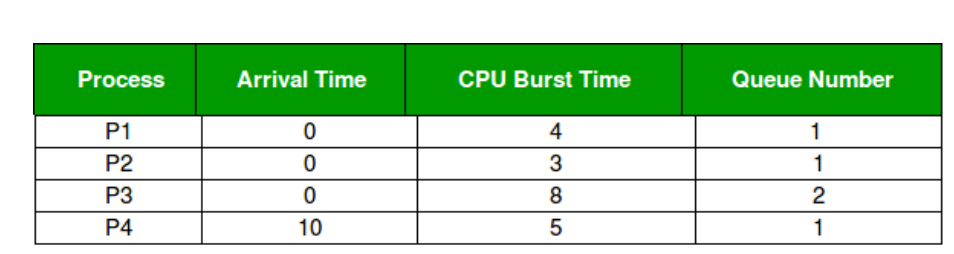 Process Arrival Time CPU Burst Time Queue Number
P1 0 4 1
P2 0 3 1
P3 0 8 2
P4 10 5 1